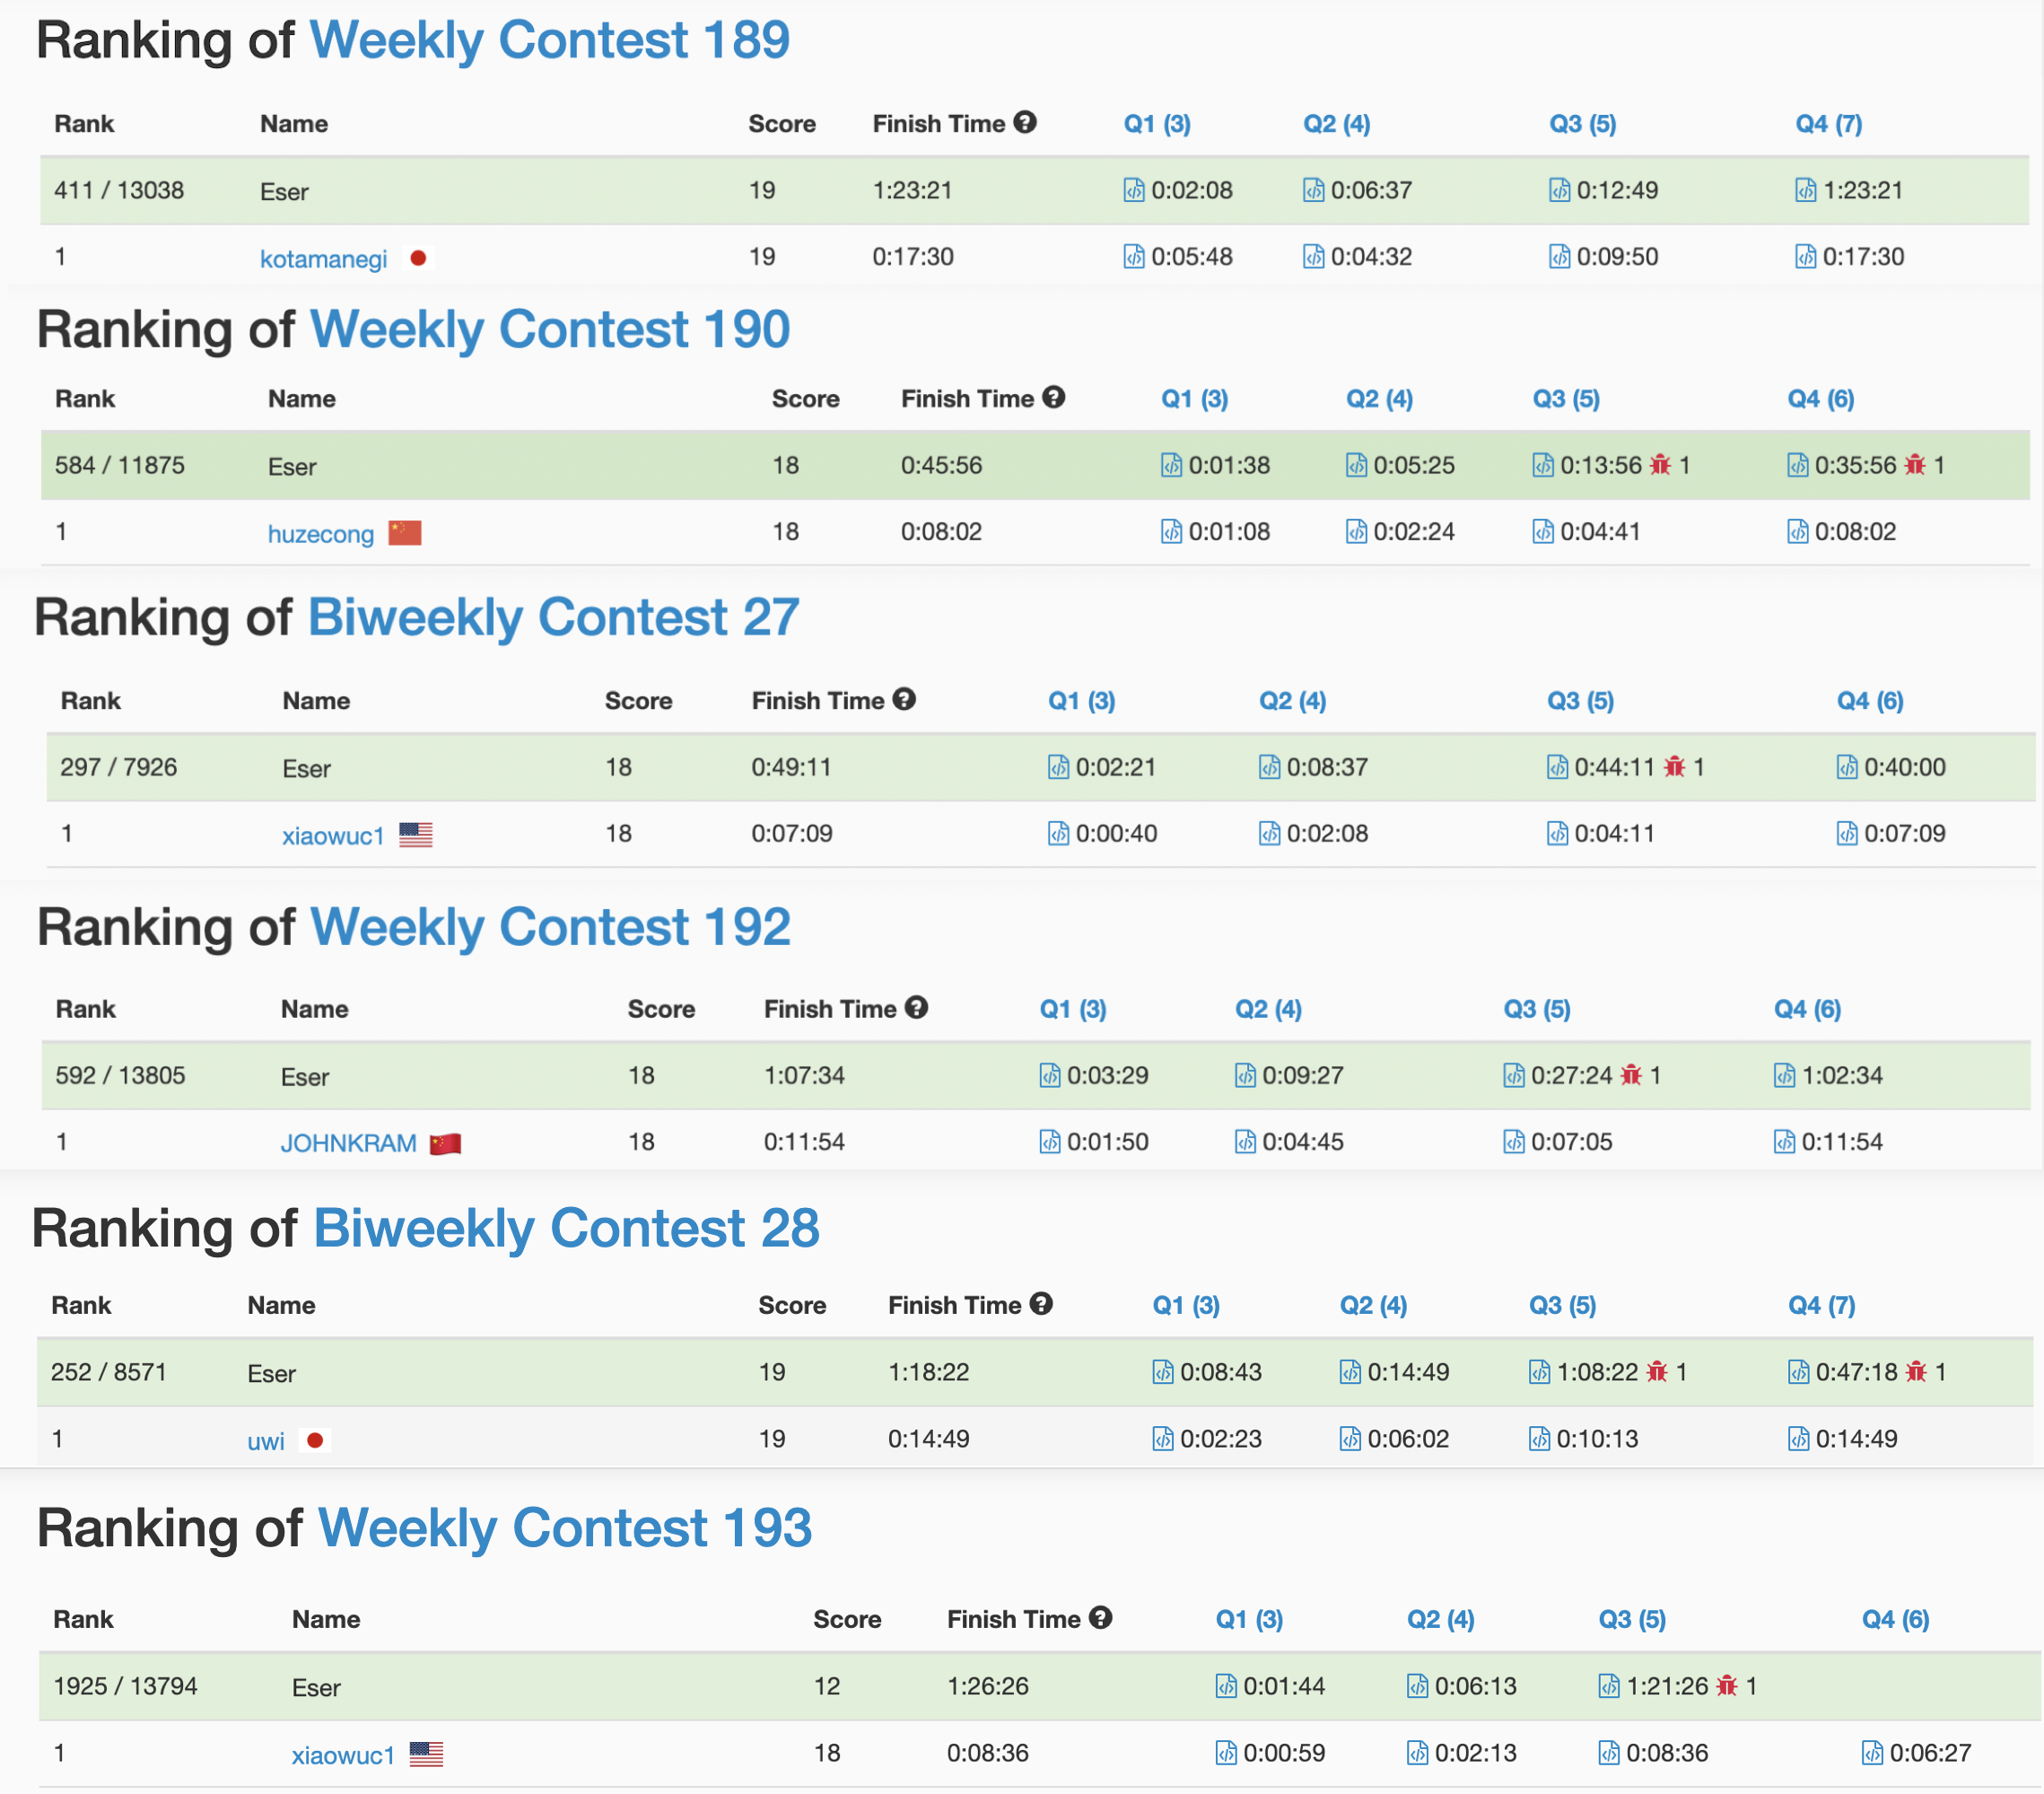 Ranking of Weekly Contest 189
Rank Name Score Finish Time ? Q1 (3) Q2 (4) Q3 (5) Q4 (7)
411 / 13038 Eser 19 1:23:21 0:02:08 0:06:37 0:12:49 1:23:21
1 kotamanegi 19 0:17:30 0:05:48 0:04:32 0:09:50 0:17:30
Ranking of Weekly Contest 190
Rank Name Score Finish Time ? Q1 (3) Q2 (4) Q3 (5) Q4 (6)
584 / 11875 Eser 18 0:45:56 0:01:38 0:05:25 0:13:56 1 0:35:56 1
1 huzecong 18 0:08:02 0:01:08 0:02:24 0:04:41 0:08:02
Ranking of Biweekly Contest 27
Rank Name Score Finish Time ? Q1 (3) Q2 (4) Q3 (5) Q4 (6)
297 / 7926 Eser 18 0:49:11 0:02:21 0:08:37 0:44:11 1 0:40:00
1 xiaowuc1 18 0:07:09 0:00:40 0:02:08 0:04:11 0:07:09
Ranking of Weekly Contest 192
Rank Name Score Finish Time ? Q1 (3) Q2 (4) Q3 (5) Q4 (6)
592 / 13805 Eser 18 1:07:34 0:03:29 0:09:27 0:27:24 1 1:02:34
1 JOHNKRAM 18 0:11:54 0:01:50 0:04:45 0:07:05 0:11:54
Ranking of Biweekly Contest 28
Rank Name Score Finish Time ? Q1 (3) Q2 (4) Q3 (5) Q4 (7)
252 / 8571 Eser 19 1:18:22 0:08:43 0:14:49 1:08:22 1 0:47:18 1
1 uwi 19 0:14:49 0:02:23 0:06:02 0:10:13 0:14:49
Ranking of Weekly Contest 193
Rank Name Score Finish Time ? Q1 (3) Q2 (4) Q3 (5) Q4 (6)
1925 / 13794 Eser 12 1:26:26 0:01:44 0:06:13 1:21:26 1
1 xiaowuc1 18 0:08:36 0:00:59 0:02:13 0:08:36 0:06:27